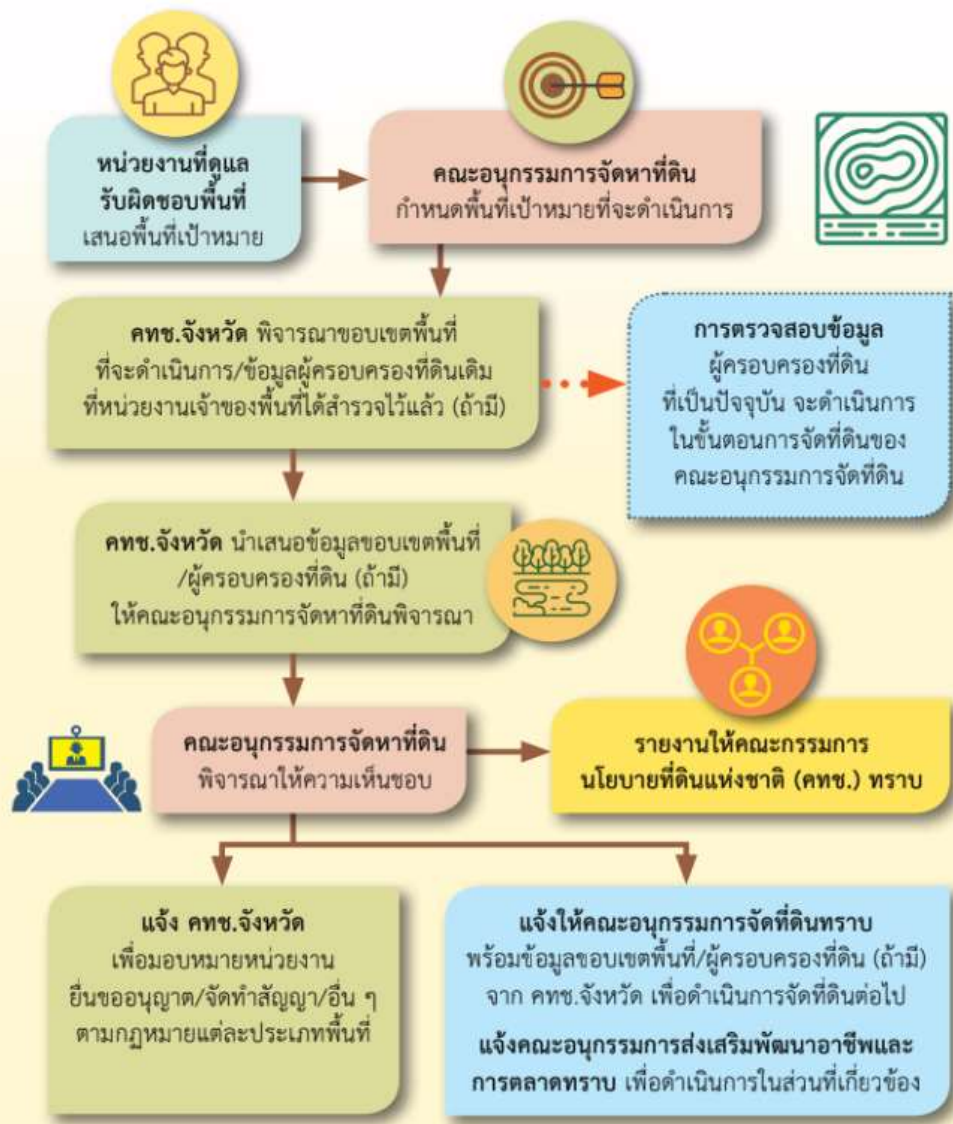 หน่วยงานที่ดูแล
รับผิดชอบพื้นที่
เสนอพื้นที่เป้าหมาย
คณะอนุกรรมการจัดหาที่ดิน
กำหนดพื้นที่เป้าหมายที่จะดำเนินการ
คทช.จังหวัด พิจารณาขอบเขตพื้นที่
ที่จะดำเนินการ/ข้อมูลผู้ครอบครองที่ดินเดิม
ที่หน่วยงานเจ้าของพื้นที่ได้สำรวจไว้แล้ว (ถ้ามี)
การตรวจสอบข้อมูล
ผู้ครอบครองที่ดิน
ที่เป็นปัจจุบัน จะดำเนินการ
ในขั้นตอนการจัดที่ดินของ
คณะอนุกรรมการจัดที่ดิน
คทช.จังหวัด นำเสนอข้อมูลขอบเขตพื้นที่
/ผู้ครอบครองที่ดิน (ถ้ามี)
ให้คณะอนุกรรมการจัดหาที่ดินพิจารณา
คณะอนุกรรมการจัดหาที่ดิน
พิจารณาให้ความเห็นชอบ
รายงานให้คณะกรรมการ
นโยบายที่ดินแห่งชาติ (คทช.) ทราบ
แจ้ง คทช.จังหวัด
เพื่อมอบหมายหน่วยงาน
ยื่นขออนุญาต/จัดทำสัญญา/อื่น ๆ
ตามกฎหมายแต่ละประเภทพื้นที่
แจ้งให้คณะอนุกรรมการจัดที่ดินทราบ
พร้อมข้อมูลขอบเขตพื้นที่/ผู้ครอบครองที่ดิน (ถ้ามี)
จาก คทช.จังหวัด เพื่อดำเนินการจัดที่ดินต่อไป
แจ้งคณะอนุกรรมการส่งเสริมพัฒนาอาชีพและ
การตลาดทราบ เพื่อดำเนินการในส่วนที่เกี่ยวข้อง